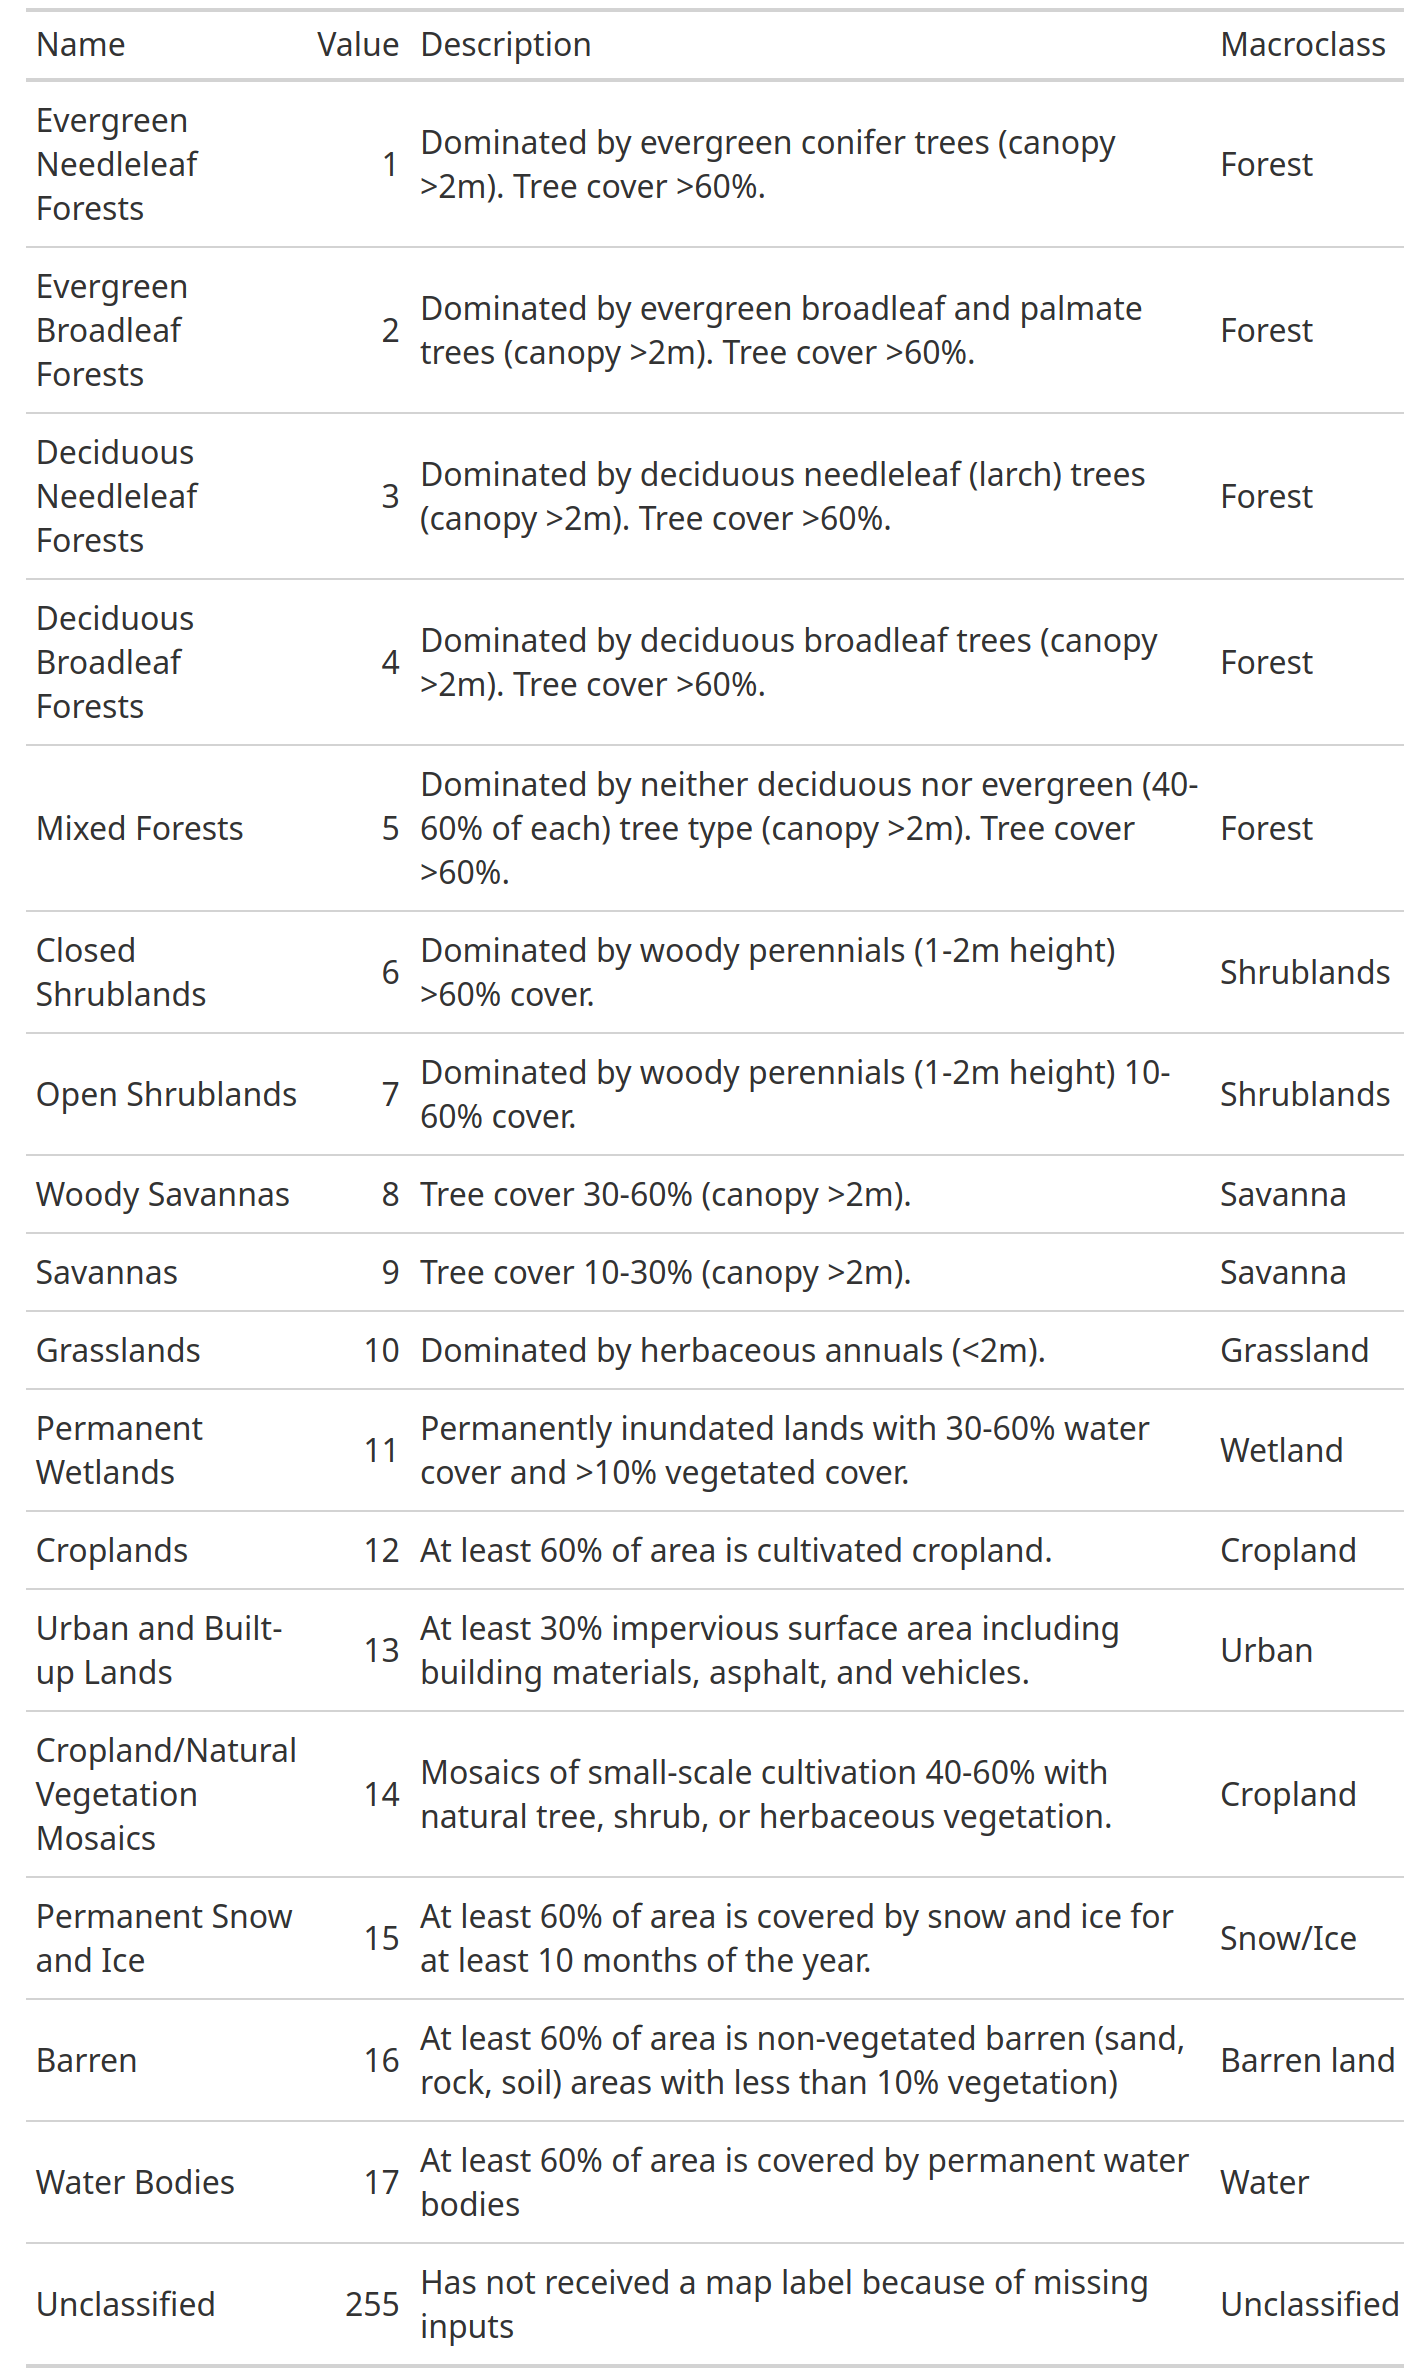 Name Value Description Macroclass
Evergreen
Needleleaf
Forests
1
Dominated by evergreen conifer trees (canopy
>2m). Tree cover >60%.
Forest
Evergreen
Broadleaf
Forests
2
Dominated by evergreen broadleaf and palmate
trees (canopy >2m). Tree cover >60%.
Forest
Deciduous
Needleleaf
Forests
3
Dominated by deciduous needleleaf (larch) trees
(canopy >2m). Tree cover >60%.
Forest
Deciduous
Broadleaf
Forests
4
Dominated by deciduous broadleaf trees (canopy
>2m). Tree cover >60%.
Forest
Mixed Forests
5
Dominated by neither deciduous nor evergreen (40-
60% of each) tree type (canopy >2m). Tree cover
>60%.
Forest
Closed
Shrublands
6
Dominated by woody perennials (1-2m height)
>60% cover.
Shrublands
Open Shrublands
7
Dominated by woody perennials (1-2m height) 10-
60% cover.
Shrublands
Woody Savannas 8 Tree cover 30-60% (canopy >2m). Savanna
Savannas 9 Tree cover 10-30% (canopy >2m). Savanna
Grasslands 10 Dominated by herbaceous annuals (<2m). Grassland
Permanent
Wetlands
11
Permanently inundated lands with 30-60% water
cover and >10% vegetated cover.
Wetland
Croplands 12 At least 60% of area is cultivated cropland. Cropland
Urban and Built-
up Lands
13
At least 30% impervious surface area including
building materials, asphalt, and vehicles.
Urban
Cropland/Natural
Vegetation
Mosaics
14
Mosaics of small-scale cultivation 40-60% with
natural tree, shrub, or herbaceous vegetation.
Cropland
Permanent Snow
and Ice
15
At least 60% of area is covered by snow and ice for
at least 10 months of the year.
Snow/Ice
Barren
16
At least 60% of area is non-vegetated barren (sand,
rock, soil) areas with less than 10% vegetation)
Barren land
Water Bodies
17
At least 60% of area is covered by permanent water
bodies
Water
Unclassified
255
Has not received a map label because of missing
inputs
Unclassified